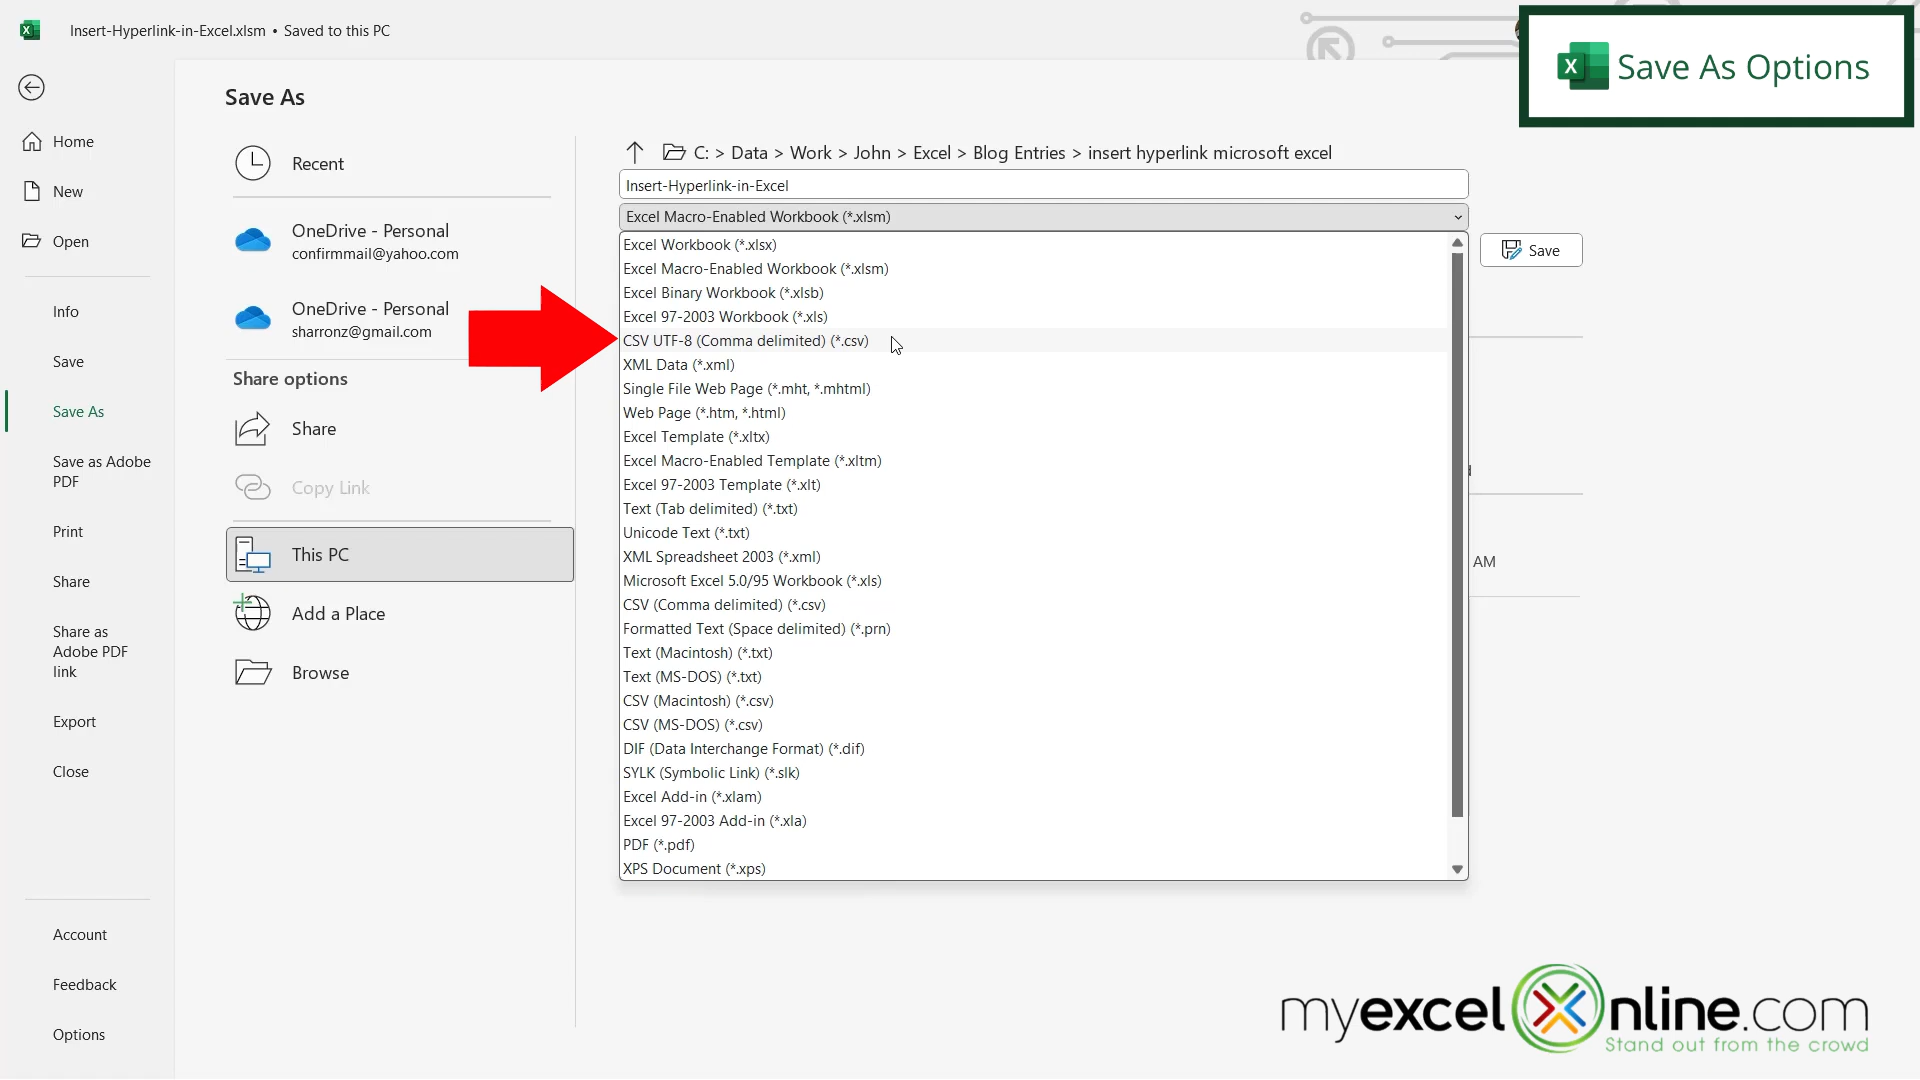 Insert-Hyperlink-in-Excel.xlsm • Saved to this PC
X Save As Options
Home
New
Open
Info
Save
Save As
Save as Adobe
PDF
Print
Share
Share as
Adobe PDF
link
Export
Close
Account
Feedback
Options
Save As
Recent
OneDrive - Personal
confirmmail@yahoo.com
OneDrive - Personal
sharronz@gmail.com
Share options
Share
Copy Link
This PC
Add a Place
Browse
C: > Data > Work > John > Excel > Blog Entries > insert hyperlink microsoft excel
Insert-Hyperlink-in-Excel
Excel Macro-Enabled Workbook (*.xlsm)
Save
Excel Workbook (*.xlsx)
Excel Macro-Enabled Workbook (*.xlsm)
Excel Binary Workbook (*.xlsb)
Excel 97-2003 Workbook (*.xls)
CSV UTF-8 (Comma delimited) (*.csv)
XML Data (*.xml)
Single File Web Page (*.mht, *.mhtml)
Web Page (*.htm, *.html)
Excel Template (*.xltx)
Excel Macro-Enabled Template (*.xltm)
Excel 97-2003 Template (*.xlt)
Text (Tab delimited) (*.txt)
Unicode Text (*.txt)
XML Spreadsheet 2003 (*.xml)
AM
Microsoft Excel 5.0/95 Workbook (*.xls)
CSV (Comma delimited) (*.csv)
Formatted Text (Space delimited) (*.prn)
Text (Macintosh) (*.txt)
Text (MS-DOS) (*.txt)
CSV (Macintosh) (*.csv)
CSV (MS-DOS) (*.csv)
DIF (Data Interchange Format) (*.dif)
SYLK (Symbolic Link) (*.slk)
Excel Add-in (*.xlam)
Excel 97-2003 Add-in (*.xla)
PDF (*.pdf)
XPS Document (*.xps)
myexcelOnline.com
Stand out from the crowd